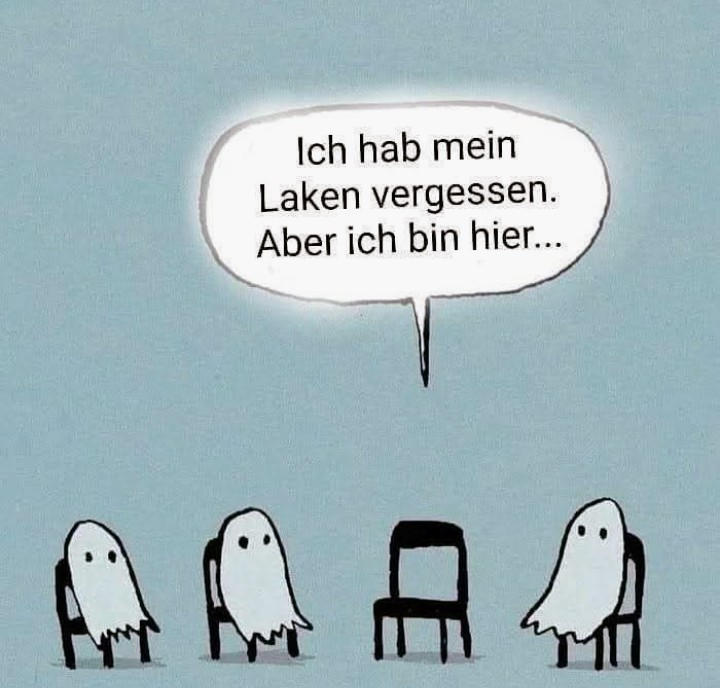 Ich hab mein
Laken vergessen.
Aber ich bin hier...